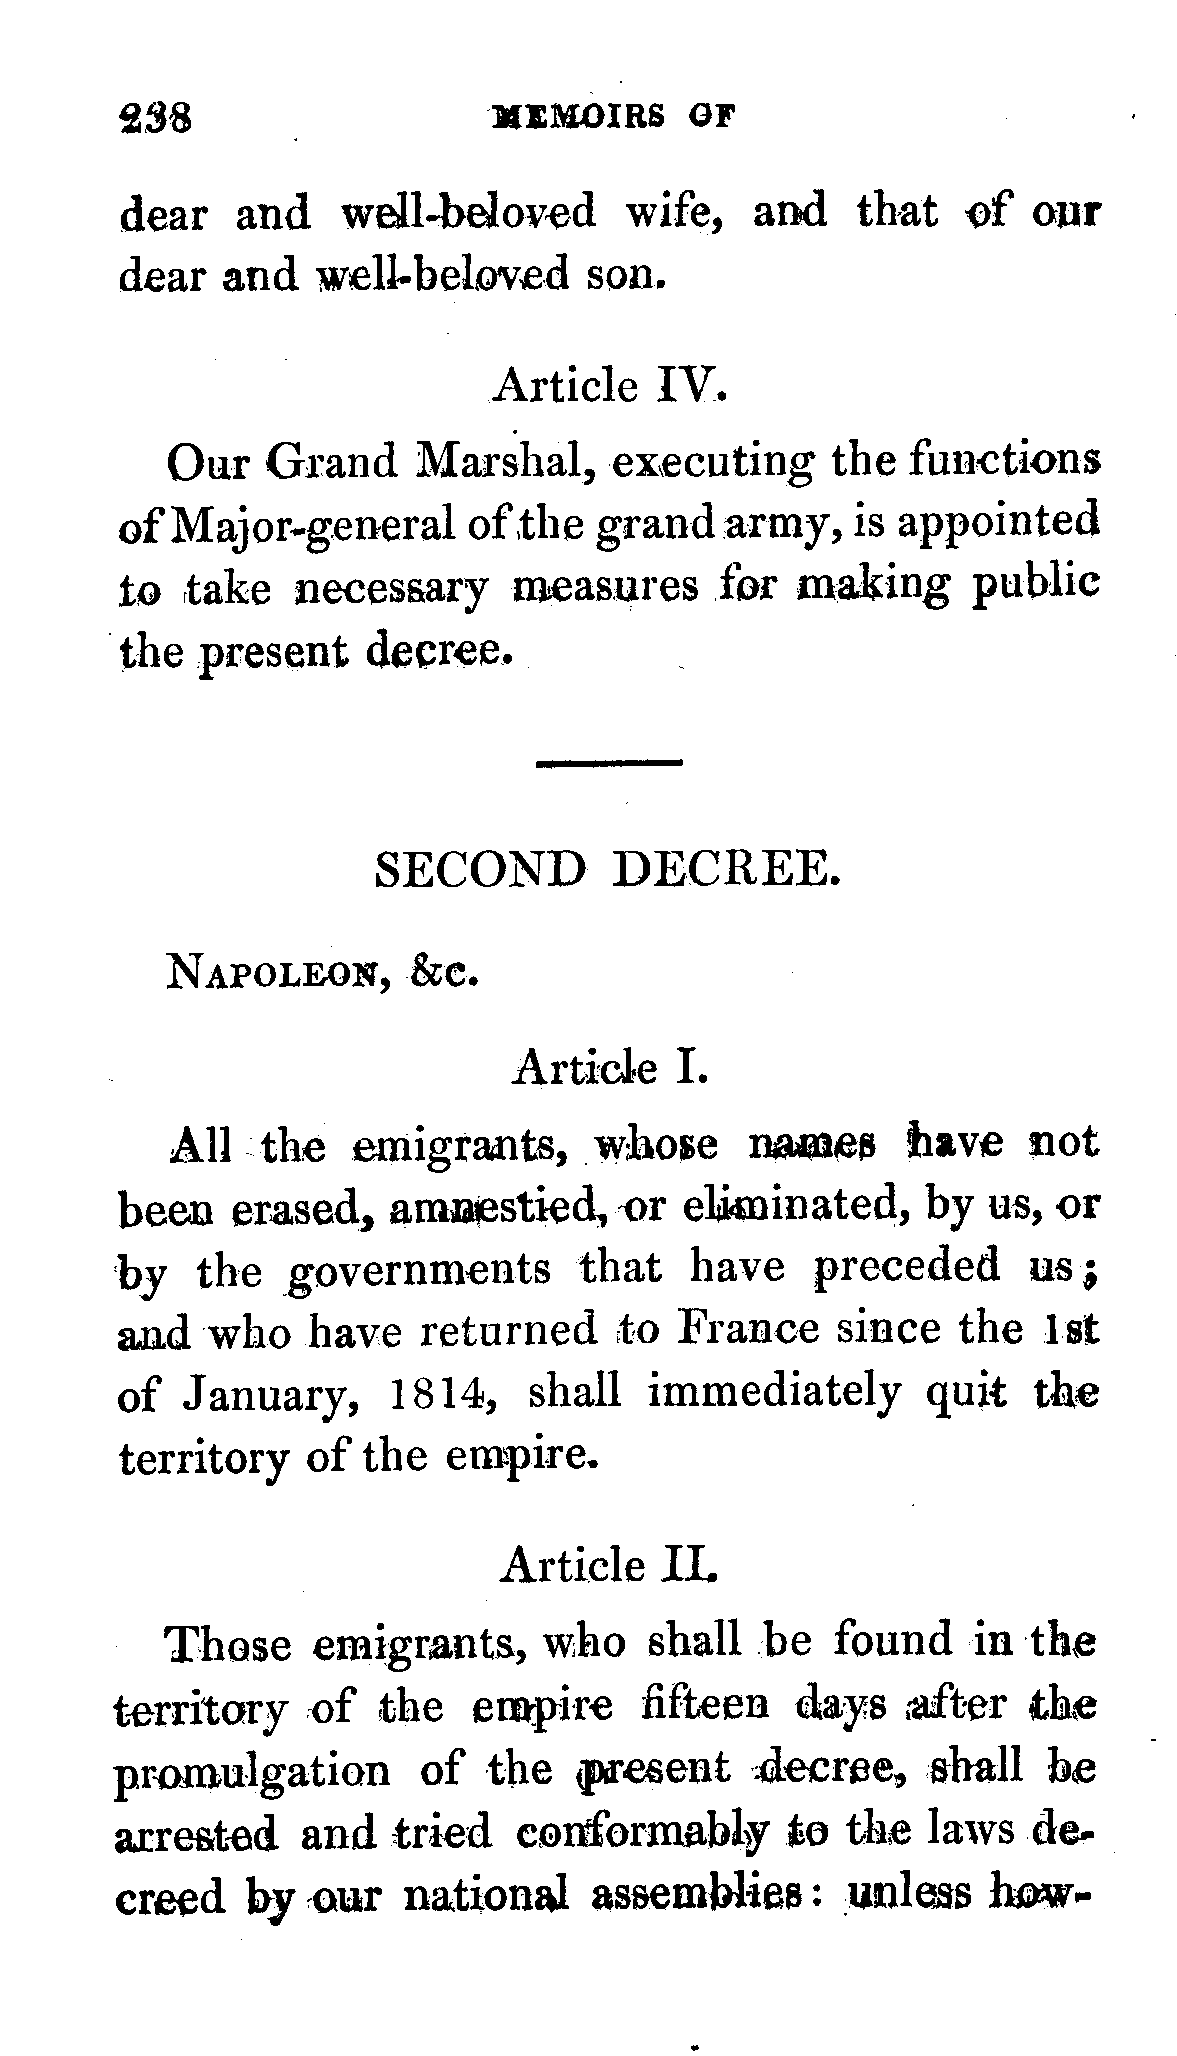 238 MEMOIRS OF
dear and well-beloved wife, and that of our
dear and well-beloved son.
Article IV.
Our Grand Marshal, executing the functions
of Major-general of the grand army, is appointed
to take necessary measures for making public
the present decree.
SECOND DECREE.
NAPOLEON, &c.
Article I.
All the emigrants, whose names have not
been erased, amnestied, or eliminated, by us, or
by the governments that have preceded us;
and who have returned to France since the 1st
of January, 1814, shall immediately quit the
territory of the empire.
Article II.
Those emigrants, who shall be found in the
territory of the empire fifteen days after the
promulgation of the present decree, shall be
arrested and tried conformably to the laws de-
creed by our national assemblies: unless how-